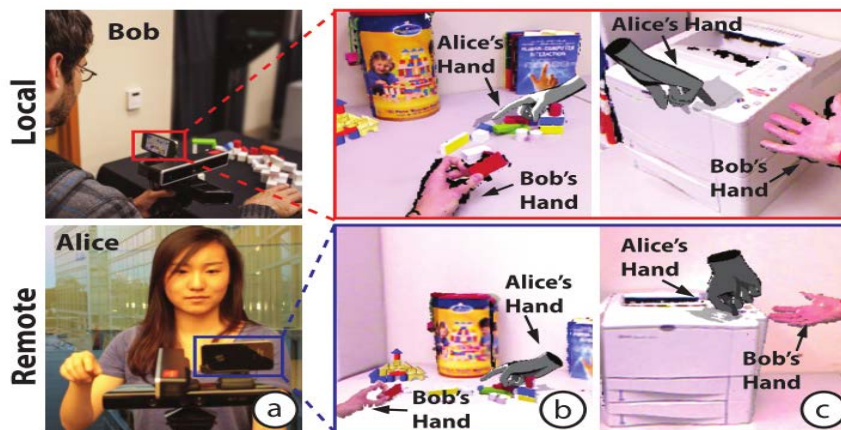 Local
Bob
Alice's
Hand
Bob's
Hand
Alice's Hand
Bob's
Hand
Remote
Alice
a
Alice's
Hand
Bob's
Hand
b
Alice's
Hand
Bob's
Hand
c